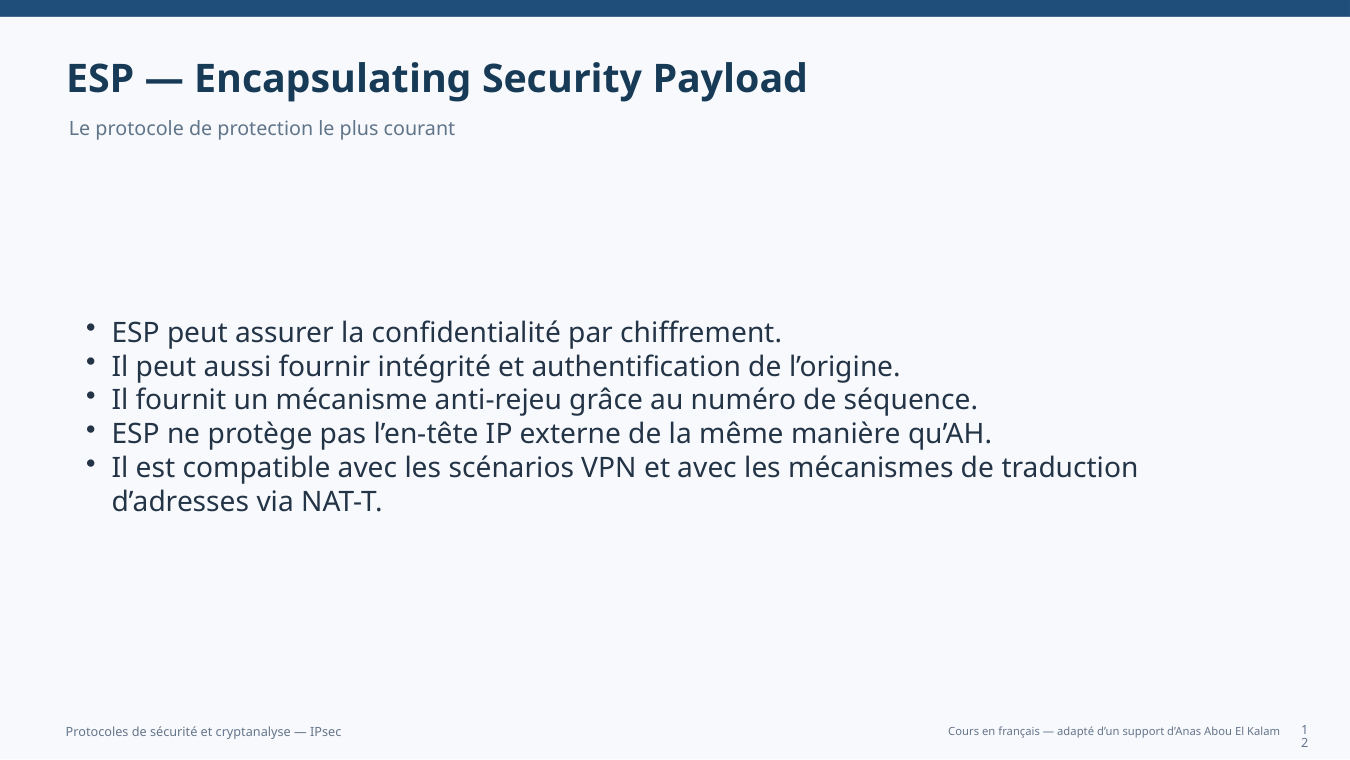 ESP — Encapsulating Security Payload
Le protocole de protection le plus courant
• ESP peut assurer la confidentialité par chiffrement.
• Il peut aussi fournir intégrité et authentification de l’origine.
• Il fournit un mécanisme anti-rejeu grâce au numéro de séquence.
• ESP ne protège pas l’en-tête IP externe de la même manière qu’AH.
• Il est compatible avec les scénarios VPN et avec les mécanismes de traduction
d’adresses via NAT-T.
Protocoles de sécurité et cryptanalyse — IPsec
Cours en français — adapté d’un support d’Anas Abou El Kalam
1
2